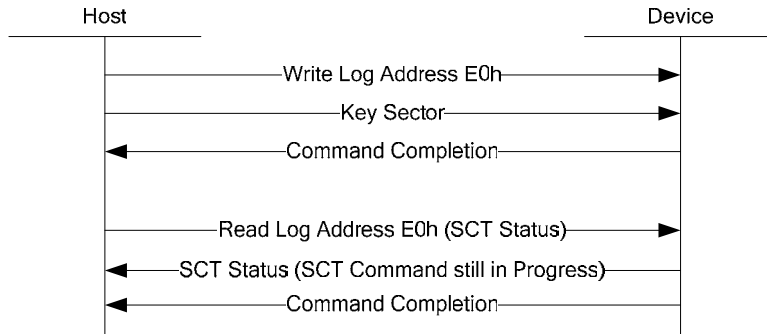 Host
Device
Write Log Address E0h
Key Sector
Command Completion
Read Log Address E0h (SCT Status)
SCT Status (SCT Command still in Progress)
Command Completion